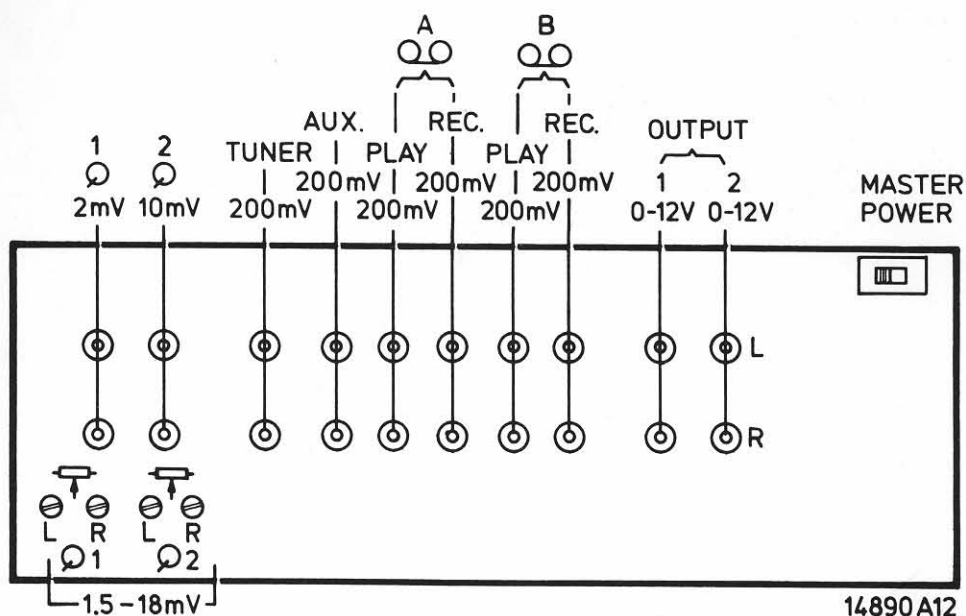 A B
AUX. REC. REC. OUTPUT
1 2 TUNER PLAY 200mV PLAY 200mV 1 2 MASTER
2mV 10mV 200mV 200mV 200mV 200mV 0-12V 0-12V POWER
200mV
L
R
L R L R
1 2
1.5-18mV 14890 A12